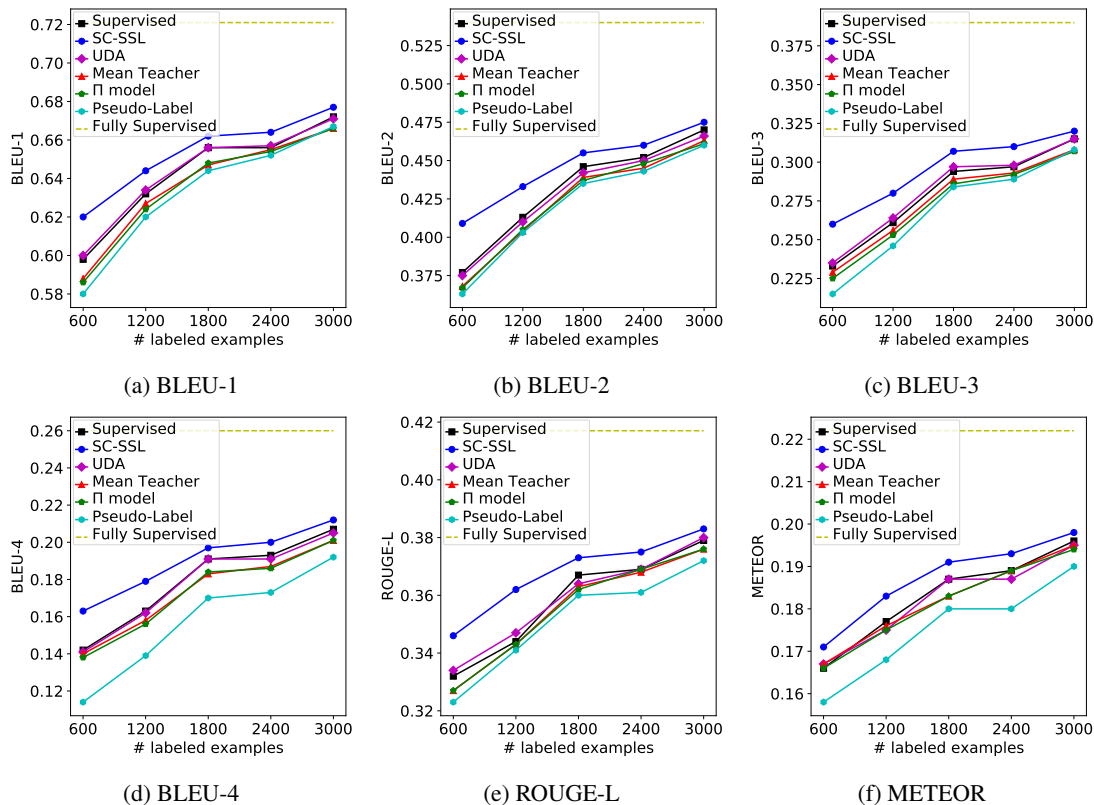 0.72
0.70
0.68
0.66
0.64
0.62
0.60
0.58
BLEU-1
Supervised
SC-SSL
UDA
Mean Teacher
Π model
Pseudo-Label
Fully Supervised
600 1200 1800 2400 3000
# labeled examples
(a) BLEU-1
0.525
0.500
0.475
0.450
0.425
0.400
0.375
BLEU-2
Supervised
SC-SSL
UDA
Mean Teacher
Π model
Pseudo-Label
Fully Supervised
600 1200 1800 2400 3000
# labeled examples
(b) BLEU-2
0.375
0.350
0.325
0.300
0.275
0.250
0.225
BLEU-3
Supervised
SC-SSL
UDA
Mean Teacher
Π model
Pseudo-Label
Fully Supervised
600 1200 1800 2400 3000
# labeled examples
(c) BLEU-3
0.26
0.24
0.22
0.20
0.18
0.16
0.14
0.12
BLEU-4
Supervised
SC-SSL
UDA
Mean Teacher
Π model
Pseudo-Label
Fully Supervised
600 1200 1800 2400 3000
# labeled examples
(d) BLEU-4
0.42
0.40
0.38
0.36
0.34
0.32
ROUGE-L
Supervised
SC-SSL
UDA
Mean Teacher
Π model
Pseudo-Label
Fully Supervised
600 1200 1800 2400 3000
# labeled examples
(e) ROUGE-L
0.22
0.21
0.20
0.19
0.18
0.17
0.16
METEOR
Supervised
SC-SSL
UDA
Mean Teacher
Π model
Pseudo-Label
Fully Supervised
600 1200 1800 2400 3000
# labeled examples
(f) METEOR